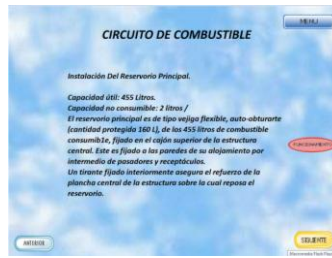 MENU
CIRCUITO DE COMBUSTIBLE
Instalación Del Reservorio Principal.
Capacidad útil: 455 Litros.
Capacidad no consumible: 2 litros /
El reservorio principal es de tipo vejiga flexible, auto-obturante
(cantidad protegida 160 L), de los 455 litros de combustible
consumible, fijado en el cajón superior de la estructura
central. Este es fijado a las paredes de su alojamiento por
intermedio de pasadores y receptáculos.
Un tirante fijado interiormente asegura el refuerzo de la
plancha central de la estructura sobre la cual reposa el
reservorio.
FUNCIONAMIENTO
ANTERIOR
SIGUIENTE